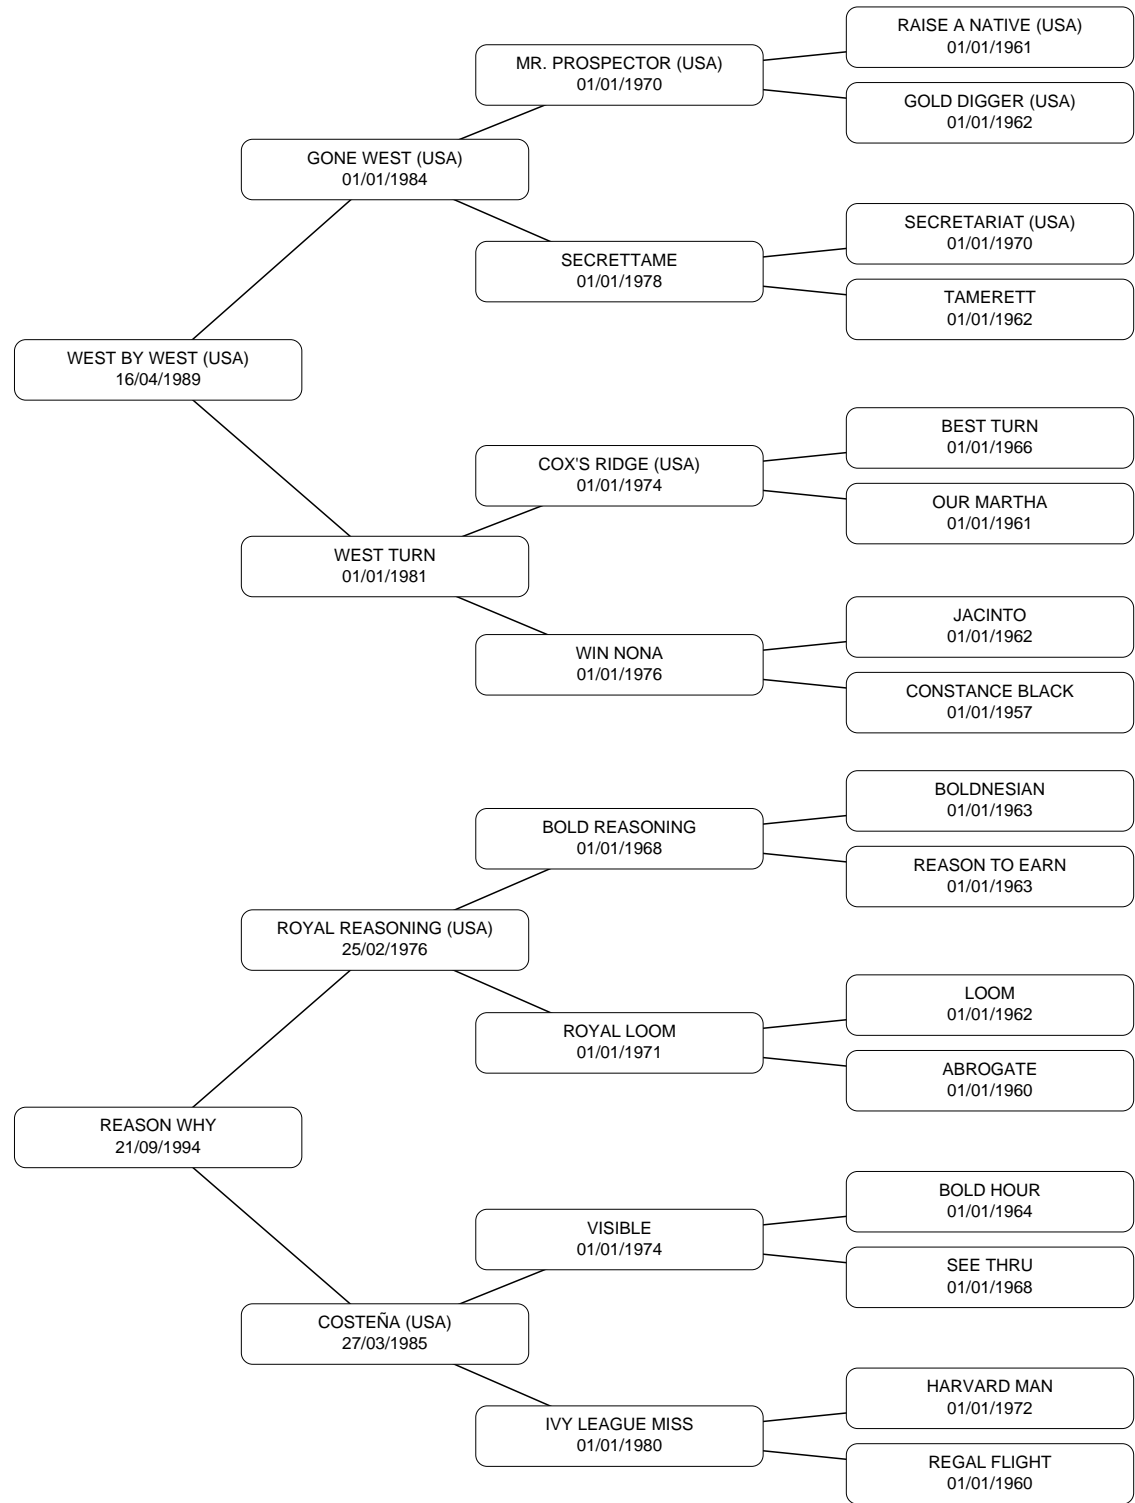 RAISE A NATIVE (USA)
01/01/1961
MR. PROSPECTOR (USA)
01/01/1970
GOLD DIGGER (USA)
01/01/1962
GONE WEST (USA)
01/01/1984
SECRETARIAT (USA)
01/01/1970
SECRETTAME
01/01/1978
TAMERETT
01/01/1962
WEST BY WEST (USA)
16/04/1989
BEST TURN
01/01/1966
COX'S RIDGE (USA)
01/01/1974
OUR MARTHA
01/01/1961
WEST TURN
01/01/1981
JACINTO
01/01/1962
WIN NONA
01/01/1976
CONSTANCE BLACK
01/01/1957
BOLDNESIAN
01/01/1963
BOLD REASONING
01/01/1968
REASON TO EARN
01/01/1963
ROYAL REASONING (USA)
25/02/1976
LOOM
01/01/1962
ROYAL LOOM
01/01/1971
ABROGATE
01/01/1960
REASON WHY
21/09/1994
BOLD HOUR
01/01/1964
VISIBLE
01/01/1974
SEE THRU
01/01/1968
COSTEÑA (USA)
27/03/1985
HARVARD MAN
01/01/1972
IVY LEAGUE MISS
01/01/1980
REGAL FLIGHT
01/01/1960